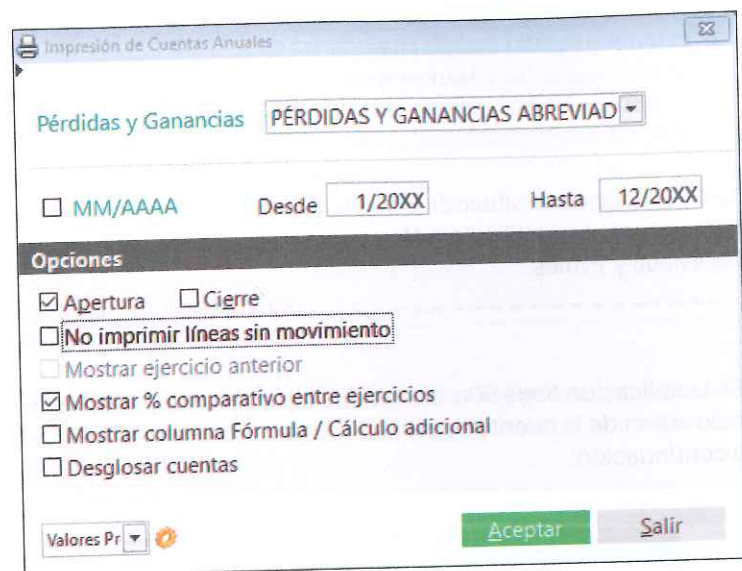 Impresión de Cuentas Anuales
Pérdidas y Ganancias PÉRDIDAS Y GANANCIAS ABREVIAD
MM/AAAA Desde 1/20XX Hasta 12/20XX
Opciones
Apertura Cierre
No imprimir líneas sin movimiento
Mostrar ejercicio anterior
Mostrar % comparativo entre ejercicios
Mostrar columna Fórmula / Cálculo adicional
Desglosar cuentas
Valores Pr Aceptar Salir